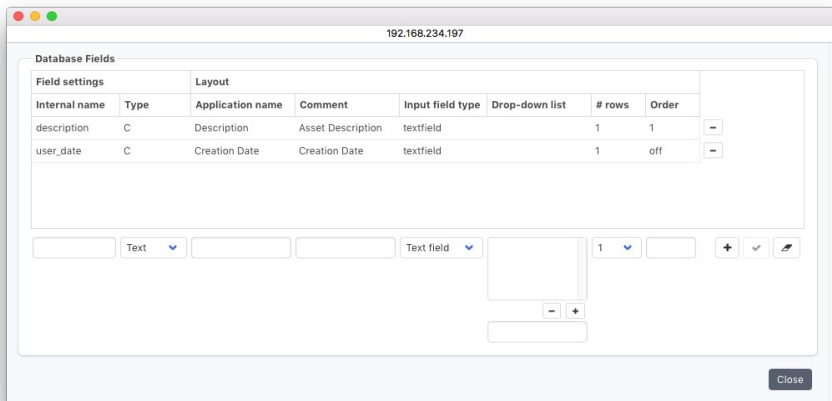 192.168.234.197
Database Fields
Field settings Layout
Internal name Type Application name Comment Input field type Drop-down list # rows Order
description C Description Asset Description textfield 1 1 −
user_date C Creation Date Creation Date textfield 1 off −
Text Text field 1 +
− +
Close